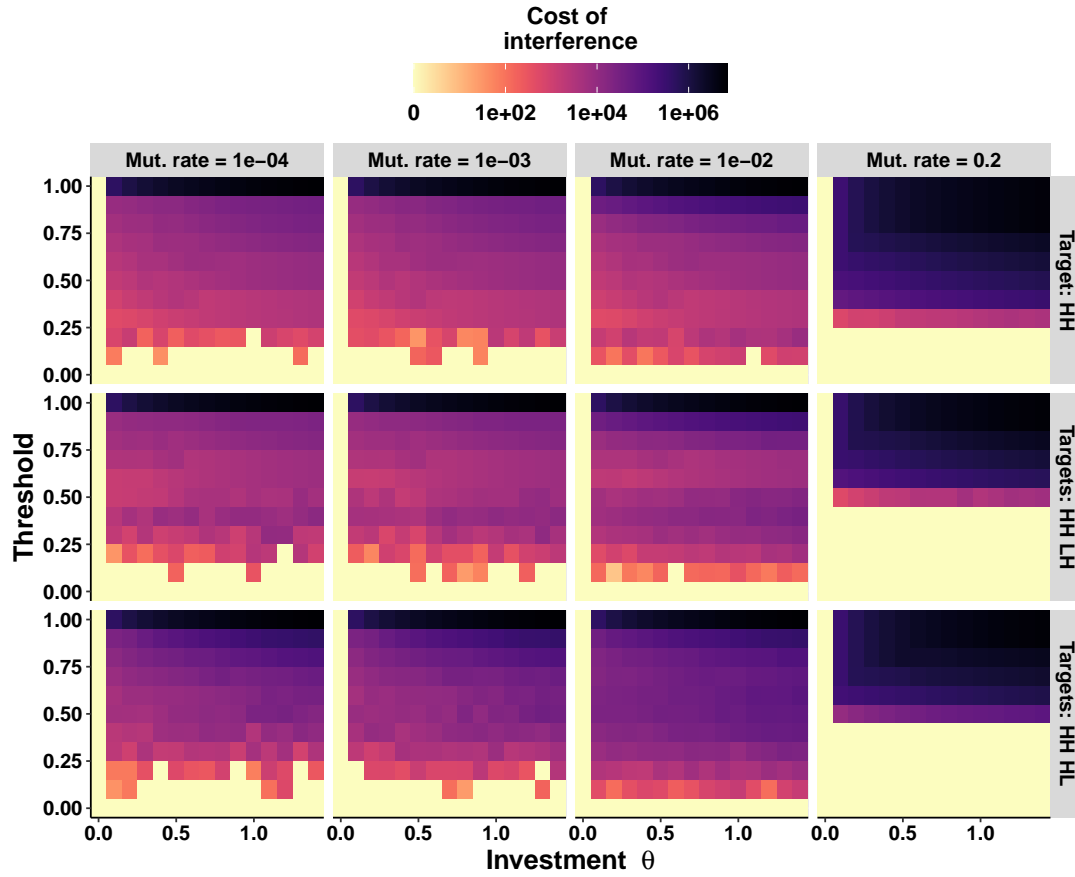 Cost of
interference
0 1e+02 1e+04 1e+06
Mut. rate = 1e−04 Mut. rate = 1e−03 Mut. rate = 1e−02 Mut. rate = 0.2
1.00
0.75
0.50
0.25
0.00
Target: HH
1.00
0.75
0.50
0.25
0.00
Targets: HH LH
1.00
0.75
0.50
0.25
0.00
Targets: HH HL
Threshold
0.0 0.5 1.0 0.0 0.5 1.0 0.0 0.5 1.0 0.0 0.5 1.0
Investment θ